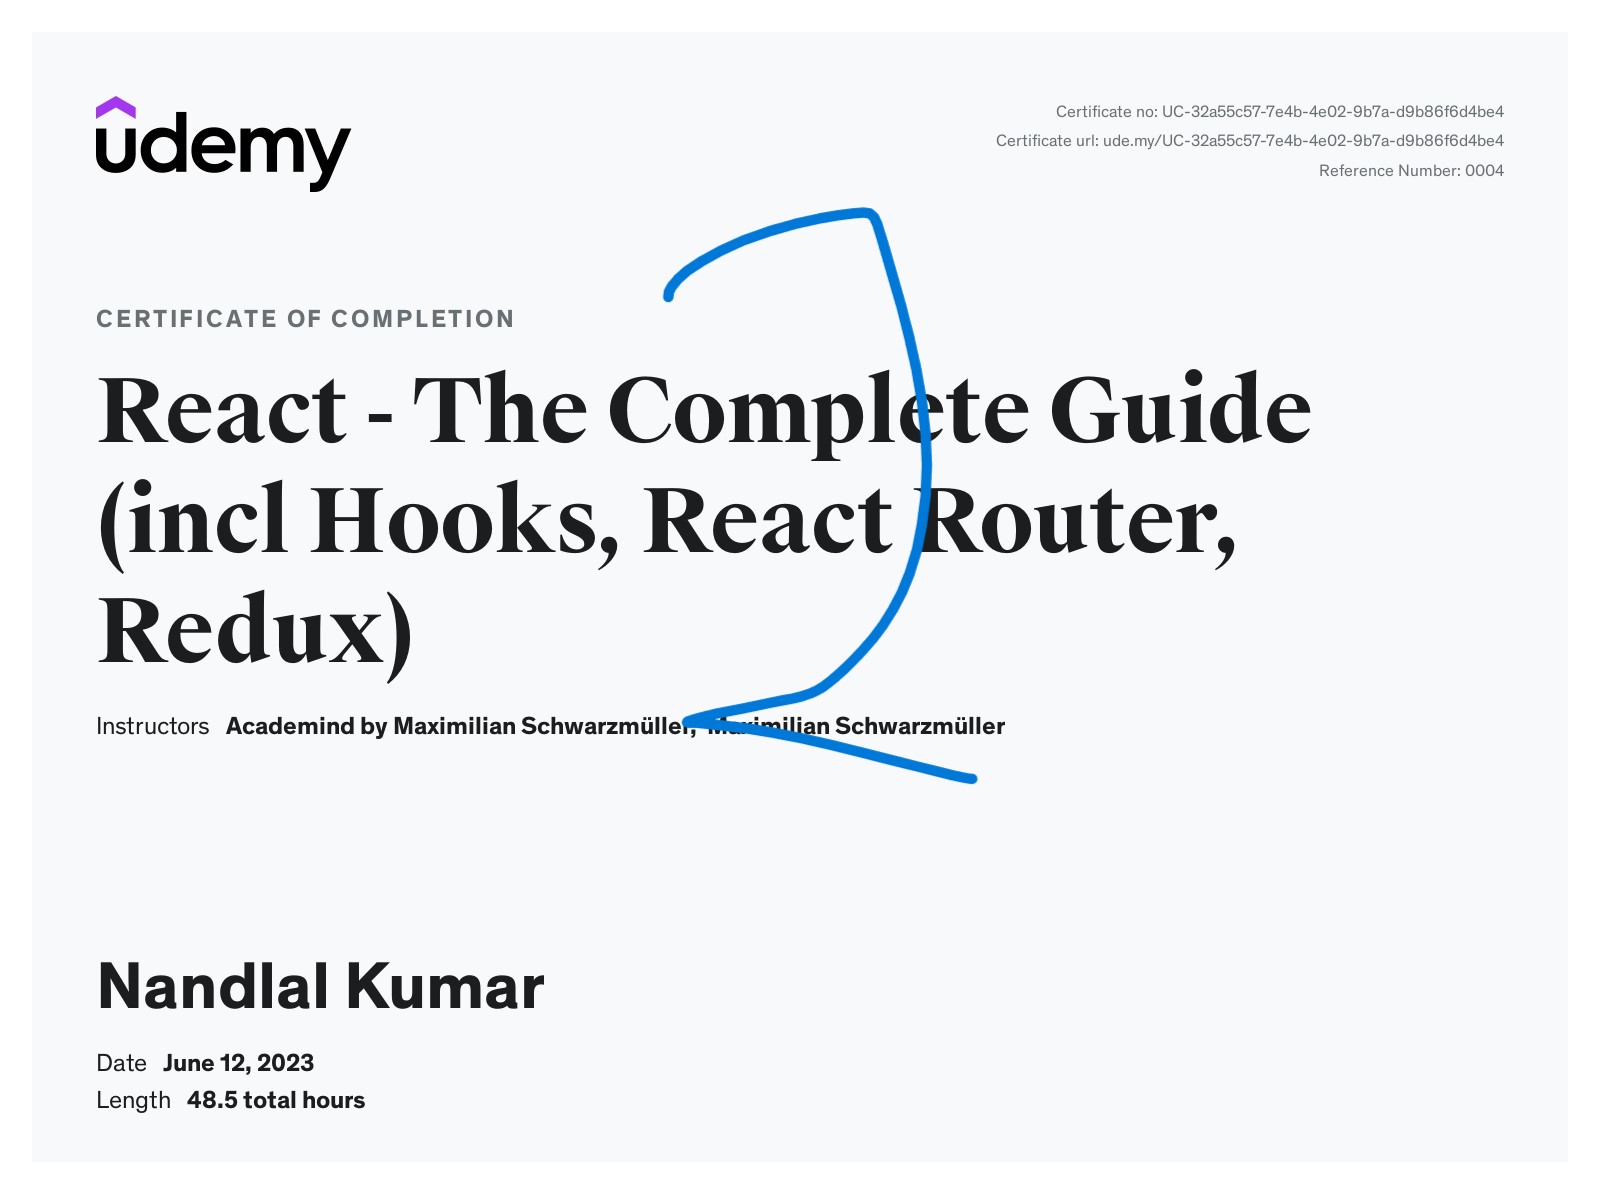 udemy
Certificate no: UC-32a55c57-7e4b-4e02-9b7a-d9b86f6d4be4
Certificate url: ude.my/UC-32a55c57-7e4b-4e02-9b7a-d9b86f6d4be4
Reference Number: 0004
CERTIFICATE OF COMPLETION
React - The Complete Guide
(incl Hooks, React Router,
Redux)
Instructors Academind by Maximilian Schwarzmüller, Maximilian Schwarzmüller
2
Nandlal Kumar
Date June 12, 2023
Length 48.5 total hours